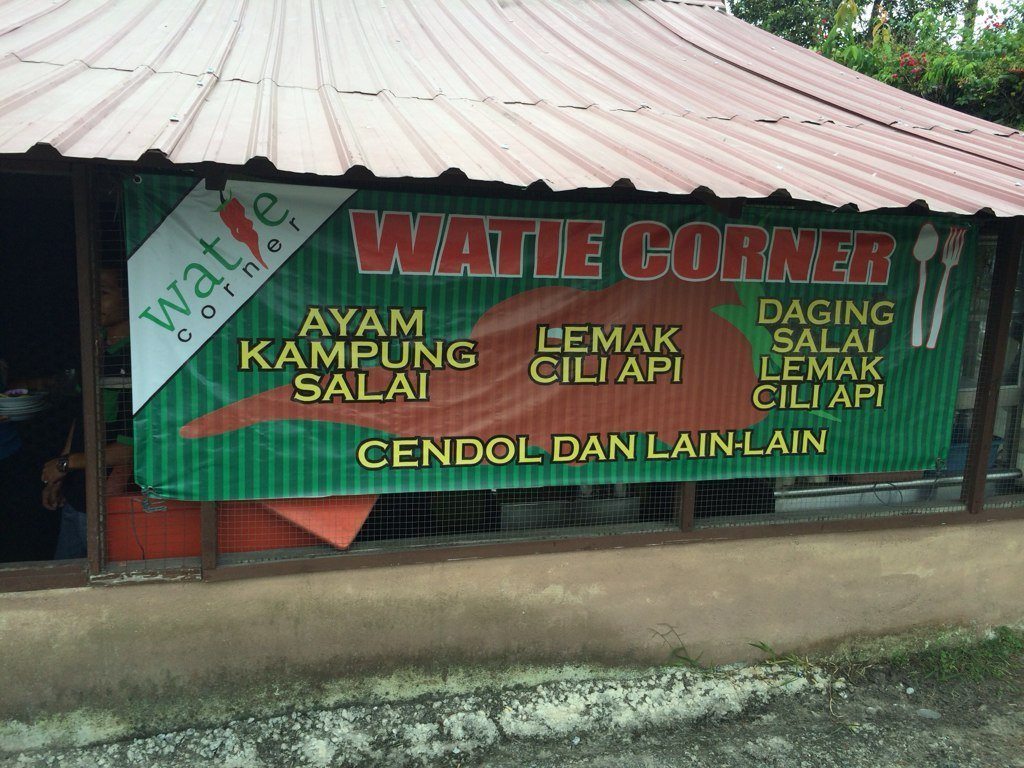 watie
corner
WATIE CORNER
AYAM
KAMPUNG
SALAI
LEMAK
CILI API
DAGING
SALAI
LEMAK
CILI API
CENDOL DAN LAIN-LAIN